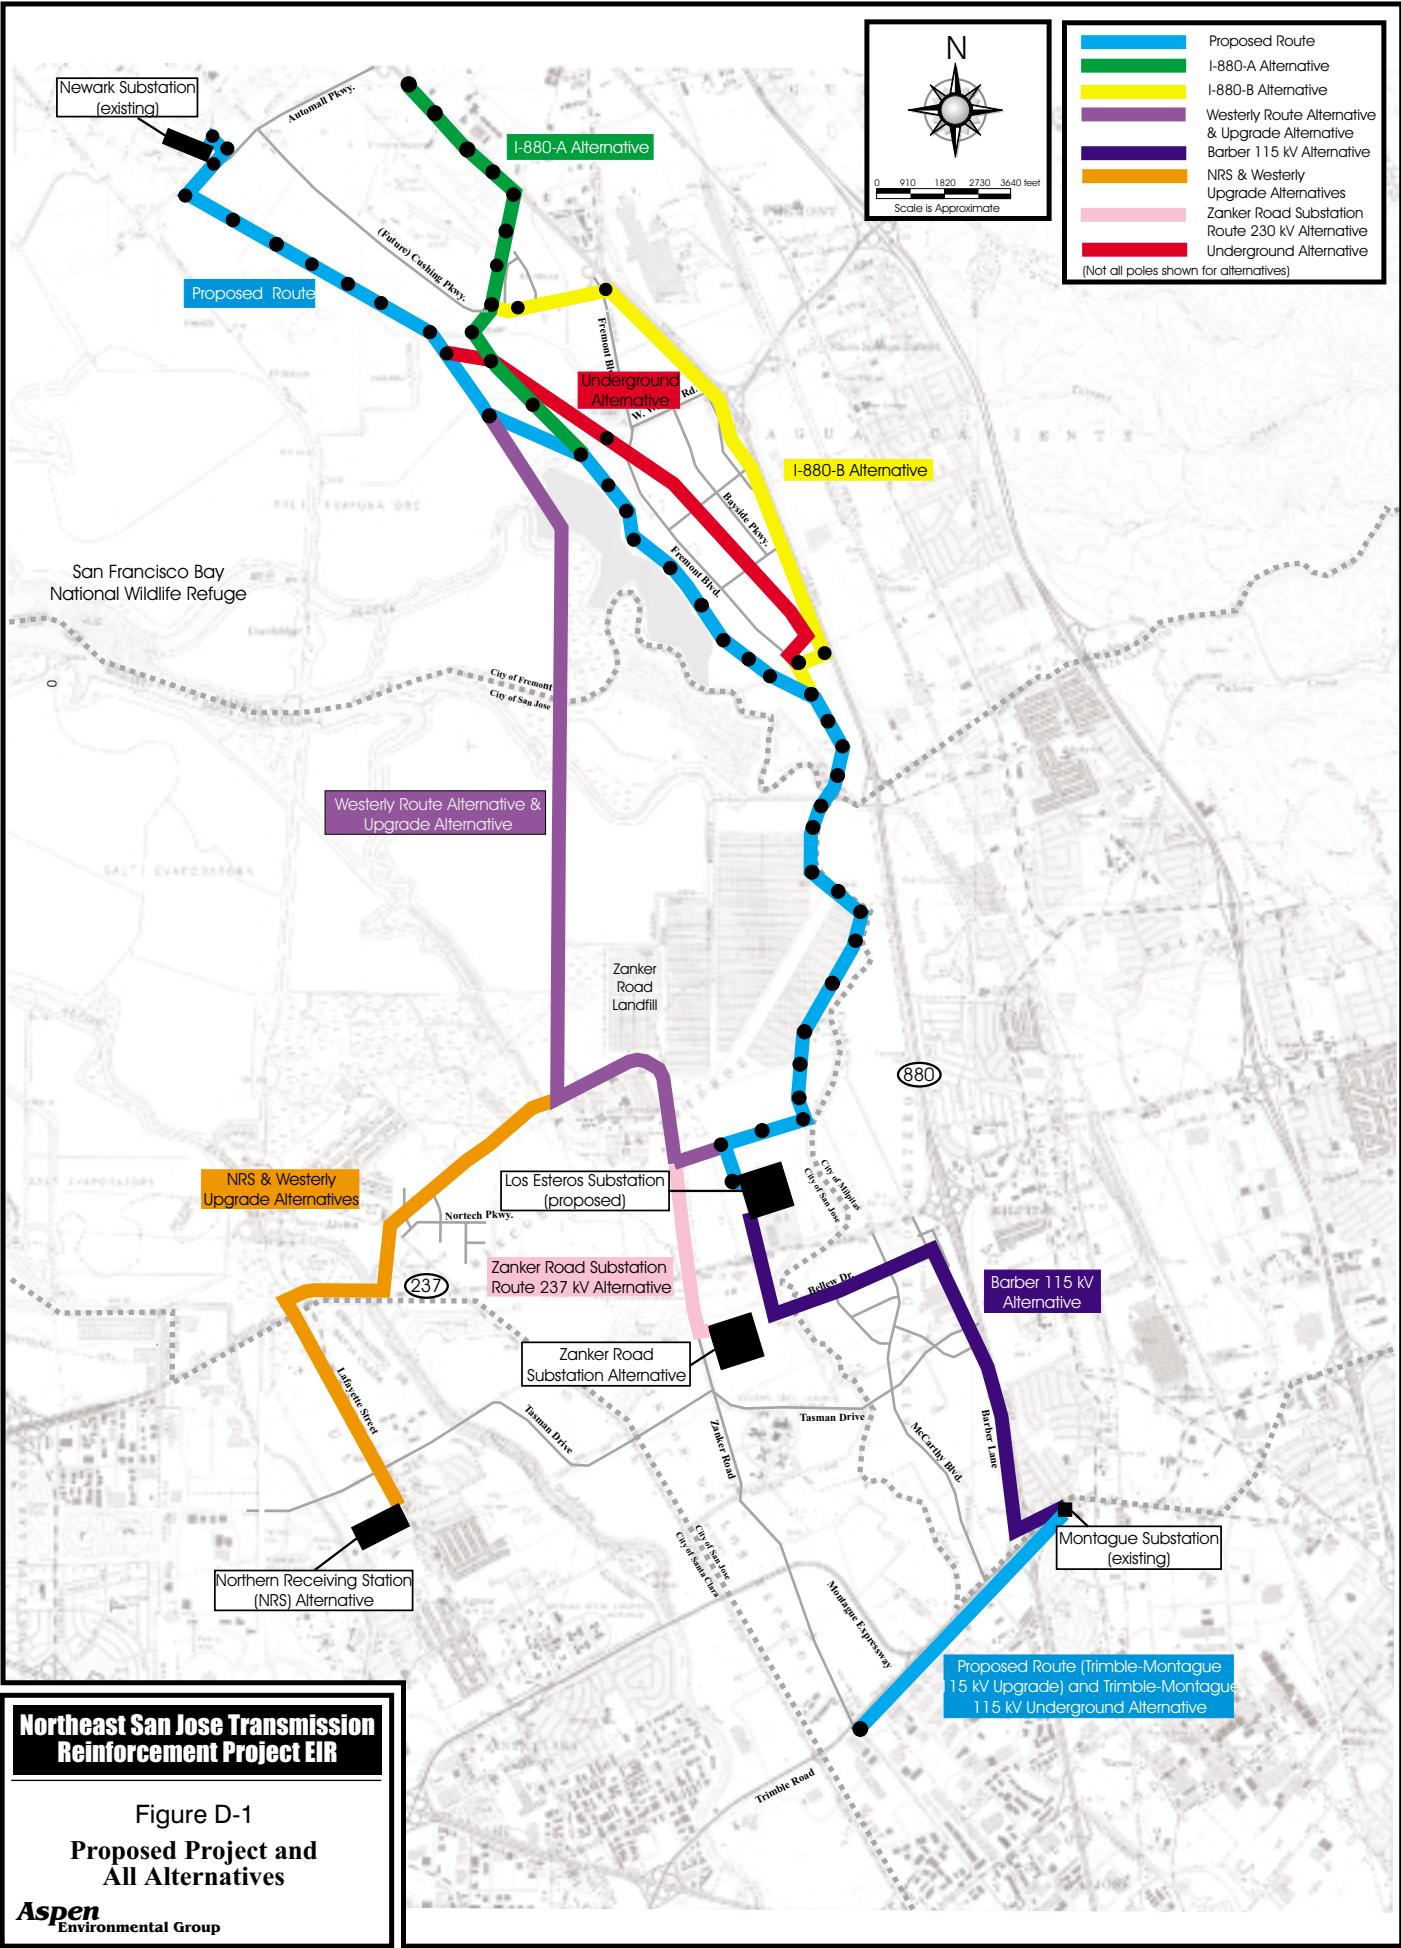 Newark Substation
(existing)
Automall Pkwy.
I-880-A Alternative
N
0 910 1820 2730 3640 feet
Scale is Approximate
Proposed Route
I-880-A Alternative
I-880-B Alternative
Westerly Route Alternative
& Upgrade Alternative
Barber 115 kV Alternative
NRS & Westerly
Upgrade Alternatives
Zanker Road Substation
Route 230 kV Alternative
Underground Alternative
(Not all poles shown for alternatives)
(Future) Cushing Pkwy.
Proposed Route
Fremont
Underground
Alternative
W. Rd.
I-880-B Alternative
Bayside Pkwy.
Fremont Blvd.
San Francisco Bay
National Wildlife Refuge
0
City of Fremont
City of San Jose
SALT EVAPORATORS
Westerly Route Alternative &
Upgrade Alternative
Zanker
Road
Landfill
880
NRS & Westerly
Upgrade Alternatives
Los Esteros Substation
(proposed)
City of Milpitas
City of San Jose
Nortech Pkwy.
Zanker Road Substation
Route 237 kV Alternative
237
Bellew Dr.
Barber 115 kV
Alternative
Zanker Road
Substation Alternative
Lafayette Street
Tasman Drive
Tasman Drive
Zanker Road
McCarthy Blvd.
Barber Lane
Montague Substation
(existing)
Northern Receiving Station
(NRS) Alternative
City of San Jose
City of Santa Clara
Montague Expressway
Proposed Route (Trimble-Montague
15 kV Upgrade) and Trimble-Montague
115 kV Underground Alternative
Trimble Road
Northeast San Jose Transmission
Reinforcement Project EIR
Figure D-1
Proposed Project and
All Alternatives
Aspen
Environmental Group